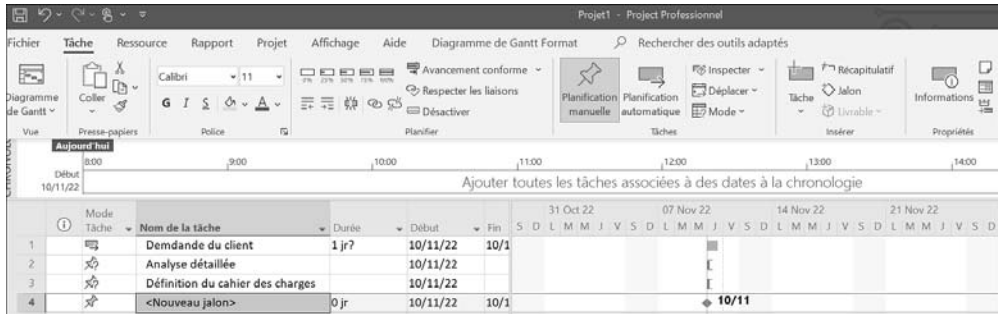 Projet1 - Project Professionnel
Fichier Tâche Ressource Rapport Projet Affichage Aide Diagramme de Gantt Format Rechercher des outils adaptés
Diagramme de Gantt
Vue
Coller
Presse-papiers
Calibri 11
G I S A
Police
0% 25% 50% 75% 100%
Avancement conforme
Respecter les liaisons
Désactiver
Planifier
Planification manuelle
Planification automatique
Inspecter
Déplacer
Mode
Tâches
Tâche
Récapitulatif
Jalon
Livrable
Insérer
Informations
Propriétés
Aujourd'hui
8:00 9:00 10:00 11:00 12:00 13:00 14:00
Début
10/11/22
Ajouter toutes les tâches associées à des dates à la chronologie
31 Oct 22 07 Nov 22 14 Nov 22 21 Nov 22
Mode Tâche Nom de la tâche Durée Début Fin S D L M M J V S D L M M J V S D L M M J V S D L M M J V S D
1 Demdande du client 1 jr? 10/11/22 10/1
2 Analyse détaillée 10/11/22
3 Définition du cahier des charges 10/11/22
4 <Nouveau jalon> 0 jr 10/11/22 10/1 10/11